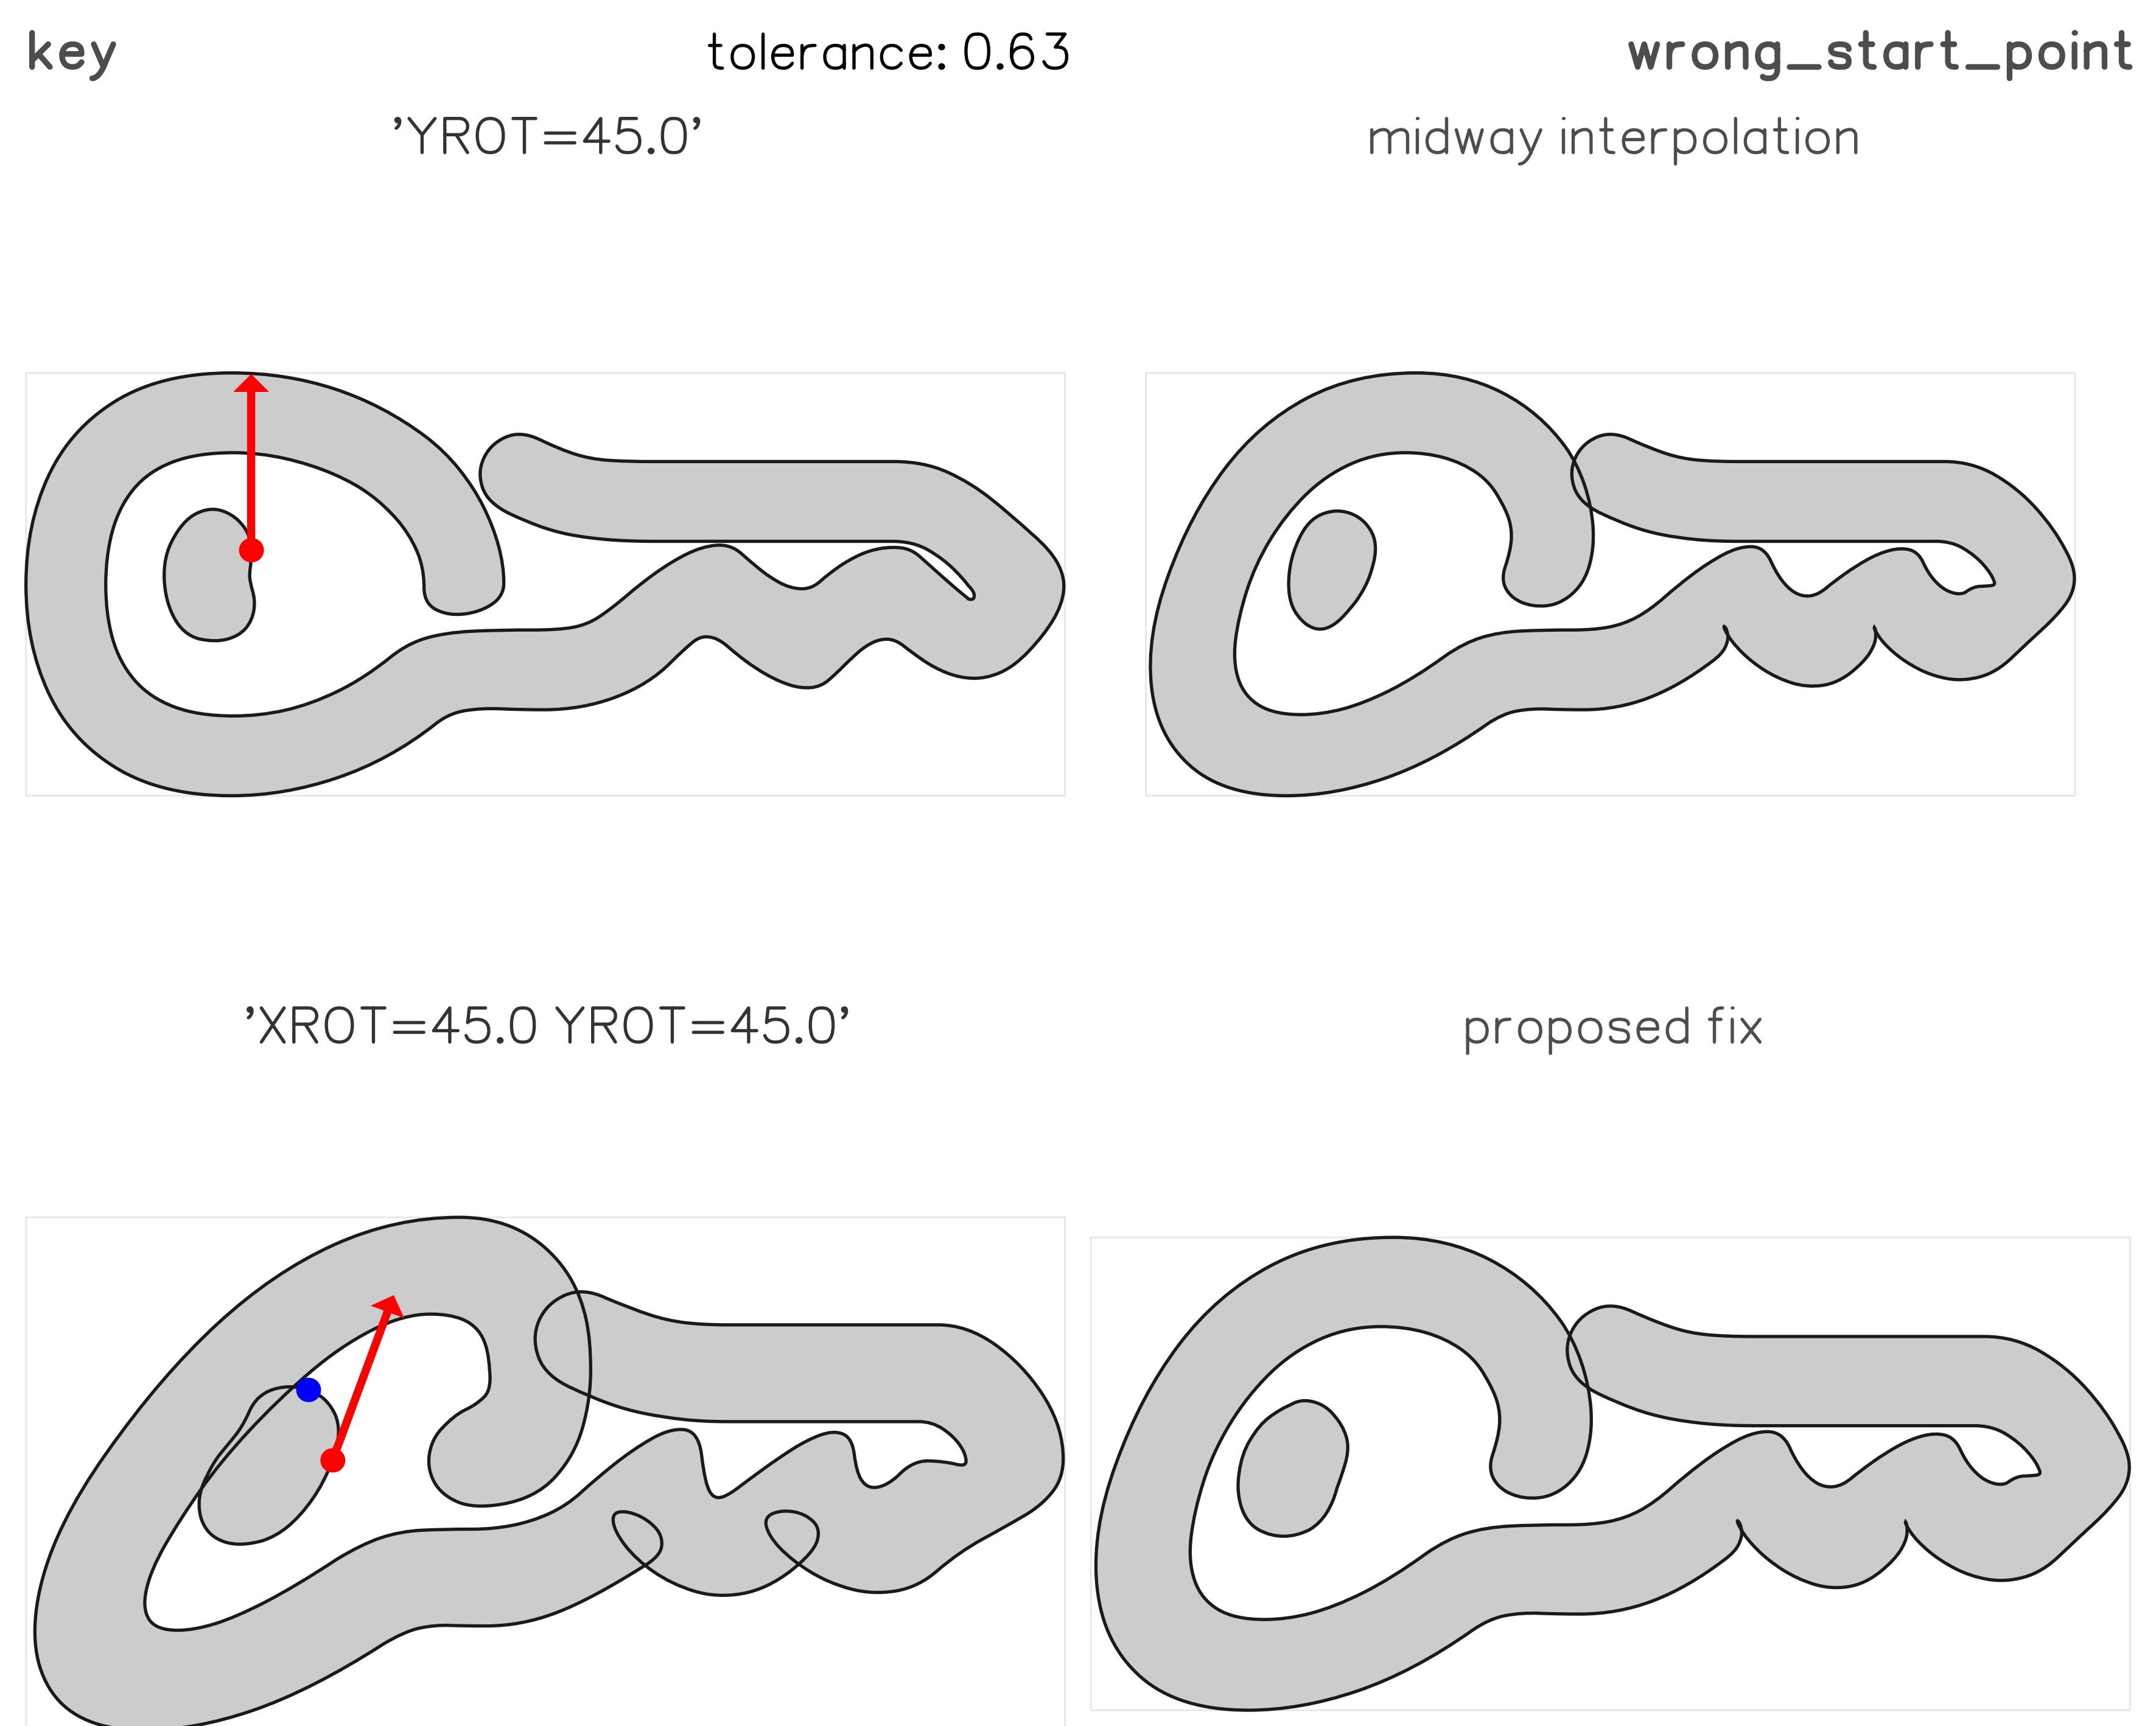 key
tolerance: 0.63
wrong_start_point
'YROT=45.0'
midway interpolation
'XROT=45.0 YROT=45.0'
proposed fix